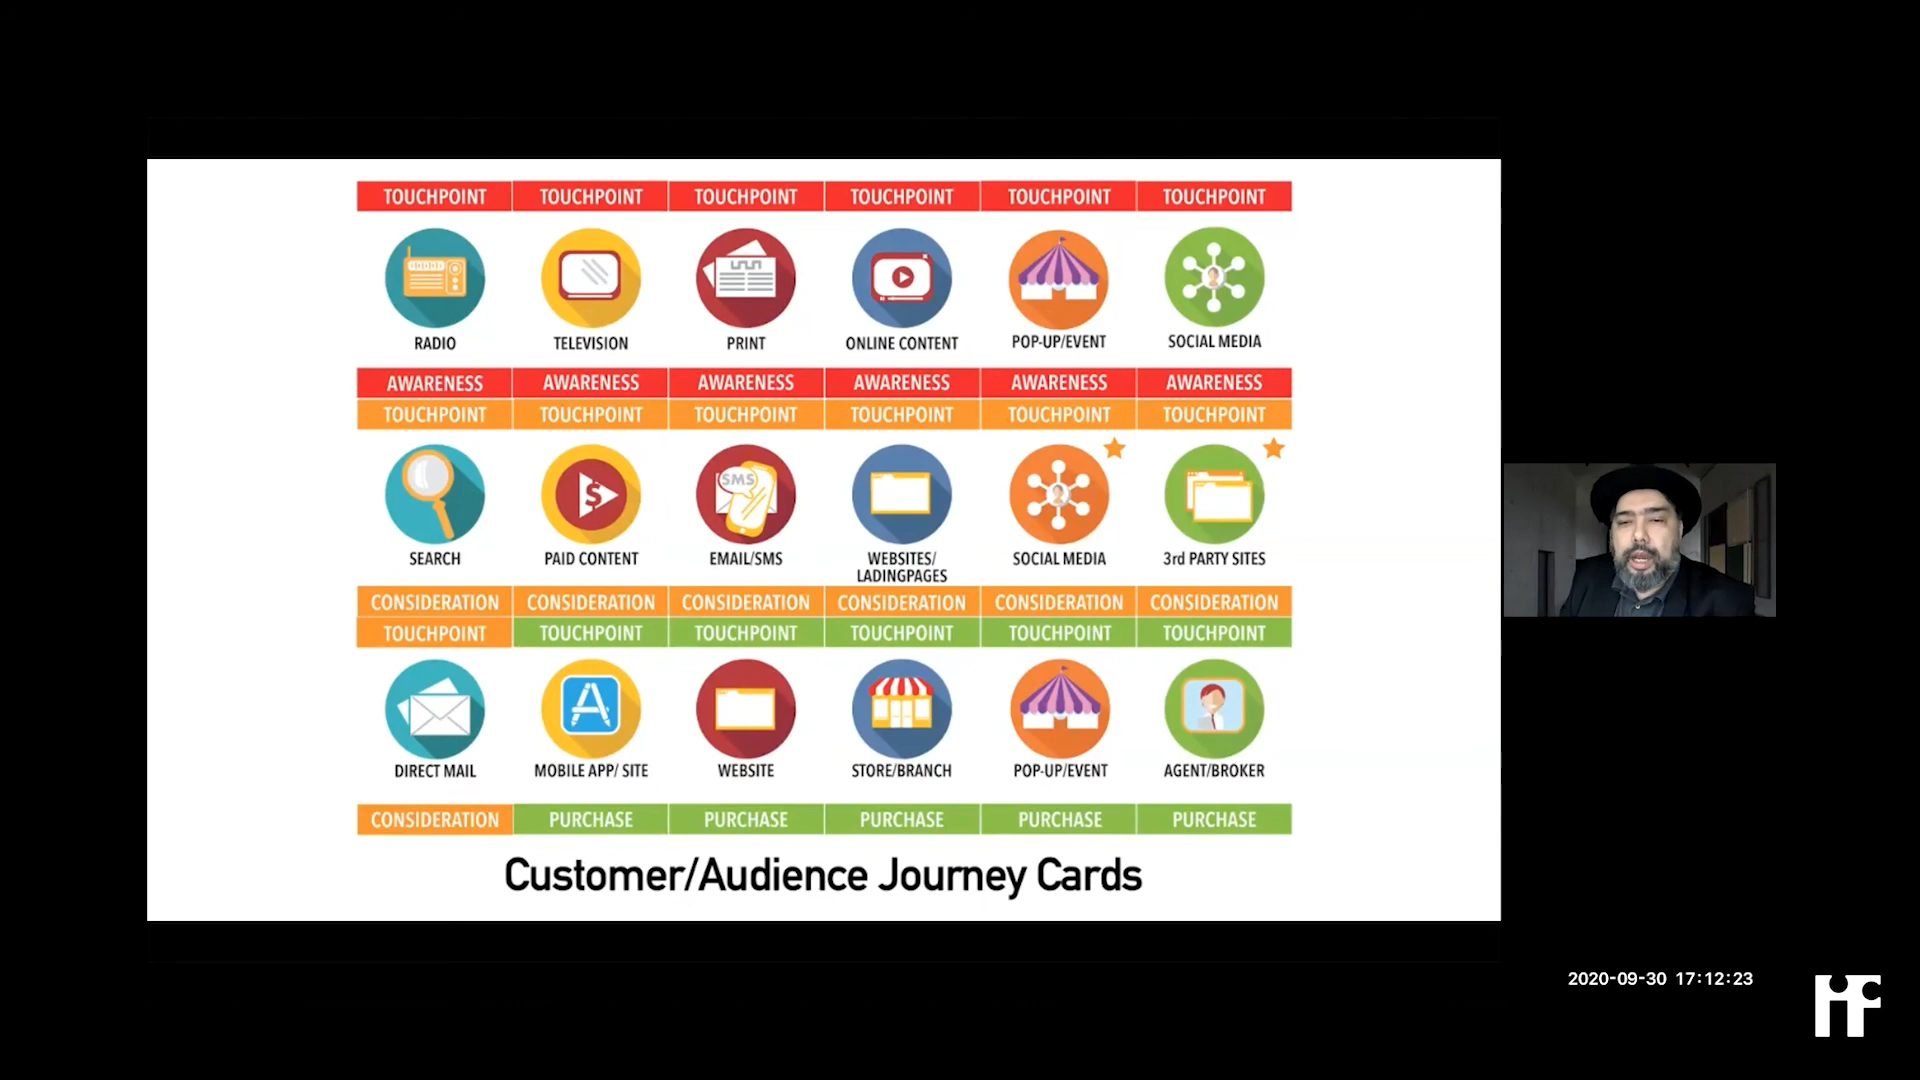 TOUCHPOINT TOUCHPOINT TOUCHPOINT TOUCHPOINT TOUCHPOINT TOUCHPOINT
RADIO TELEVISION PRINT ONLINE CONTENT POP-UP/EVENT SOCIAL MEDIA
AWARENESS AWARENESS AWARENESS AWARENESS AWARENESS AWARENESS
TOUCHPOINT TOUCHPOINT TOUCHPOINT TOUCHPOINT TOUCHPOINT TOUCHPOINT
$ SMS
SEARCH PAID CONTENT EMAIL/SMS WEBSITES/ SOCIAL MEDIA 3rd PARTY SITES
LADINGPAGES
CONSIDERATION CONSIDERATION CONSIDERATION CONSIDERATION CONSIDERATION CONSIDERATION
TOUCHPOINT TOUCHPOINT TOUCHPOINT TOUCHPOINT TOUCHPOINT TOUCHPOINT
DIRECT MAIL MOBILE APP/ SITE WEBSITE STORE/BRANCH POP-UP/EVENT AGENT/BROKER
CONSIDERATION PURCHASE PURCHASE PURCHASE PURCHASE PURCHASE
Customer/Audience Journey Cards
2020-09-30 17:12:23